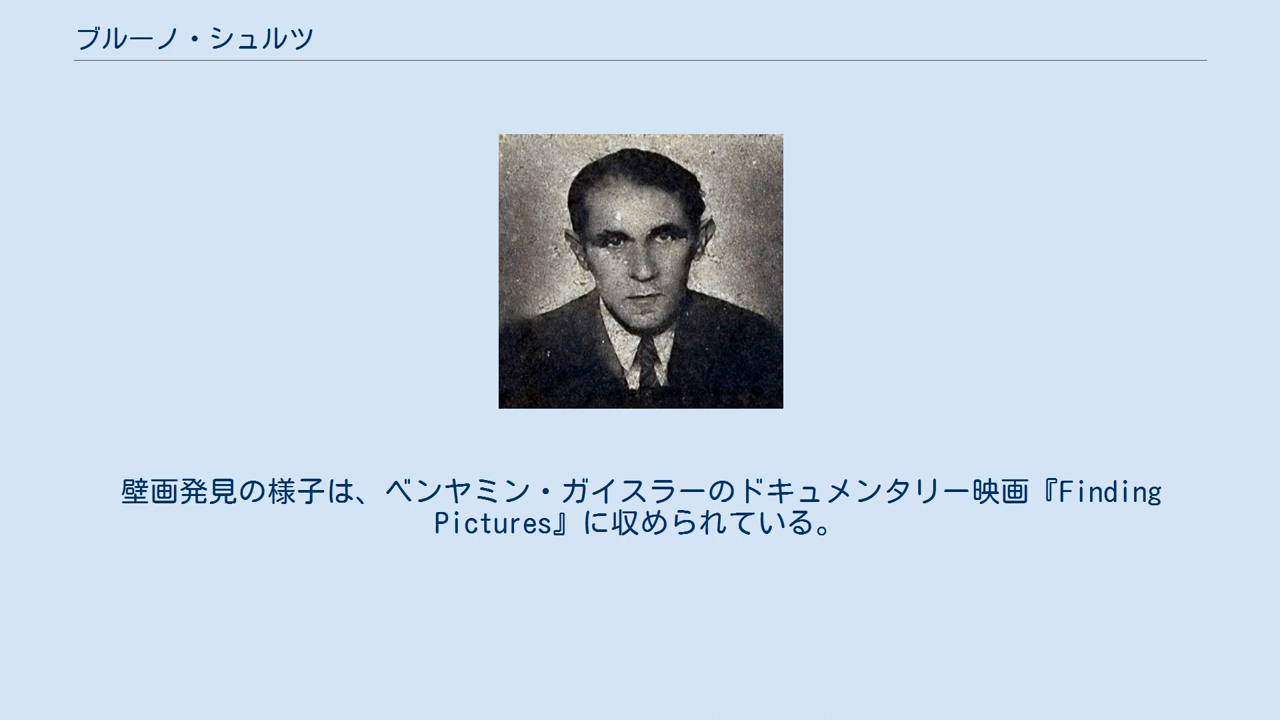 ブルーノ・シュルツ
壁画発見の様子は、ベンヤミン・ガイスラーのドキュメンタリー映画『Finding
Pictures』に収められている。